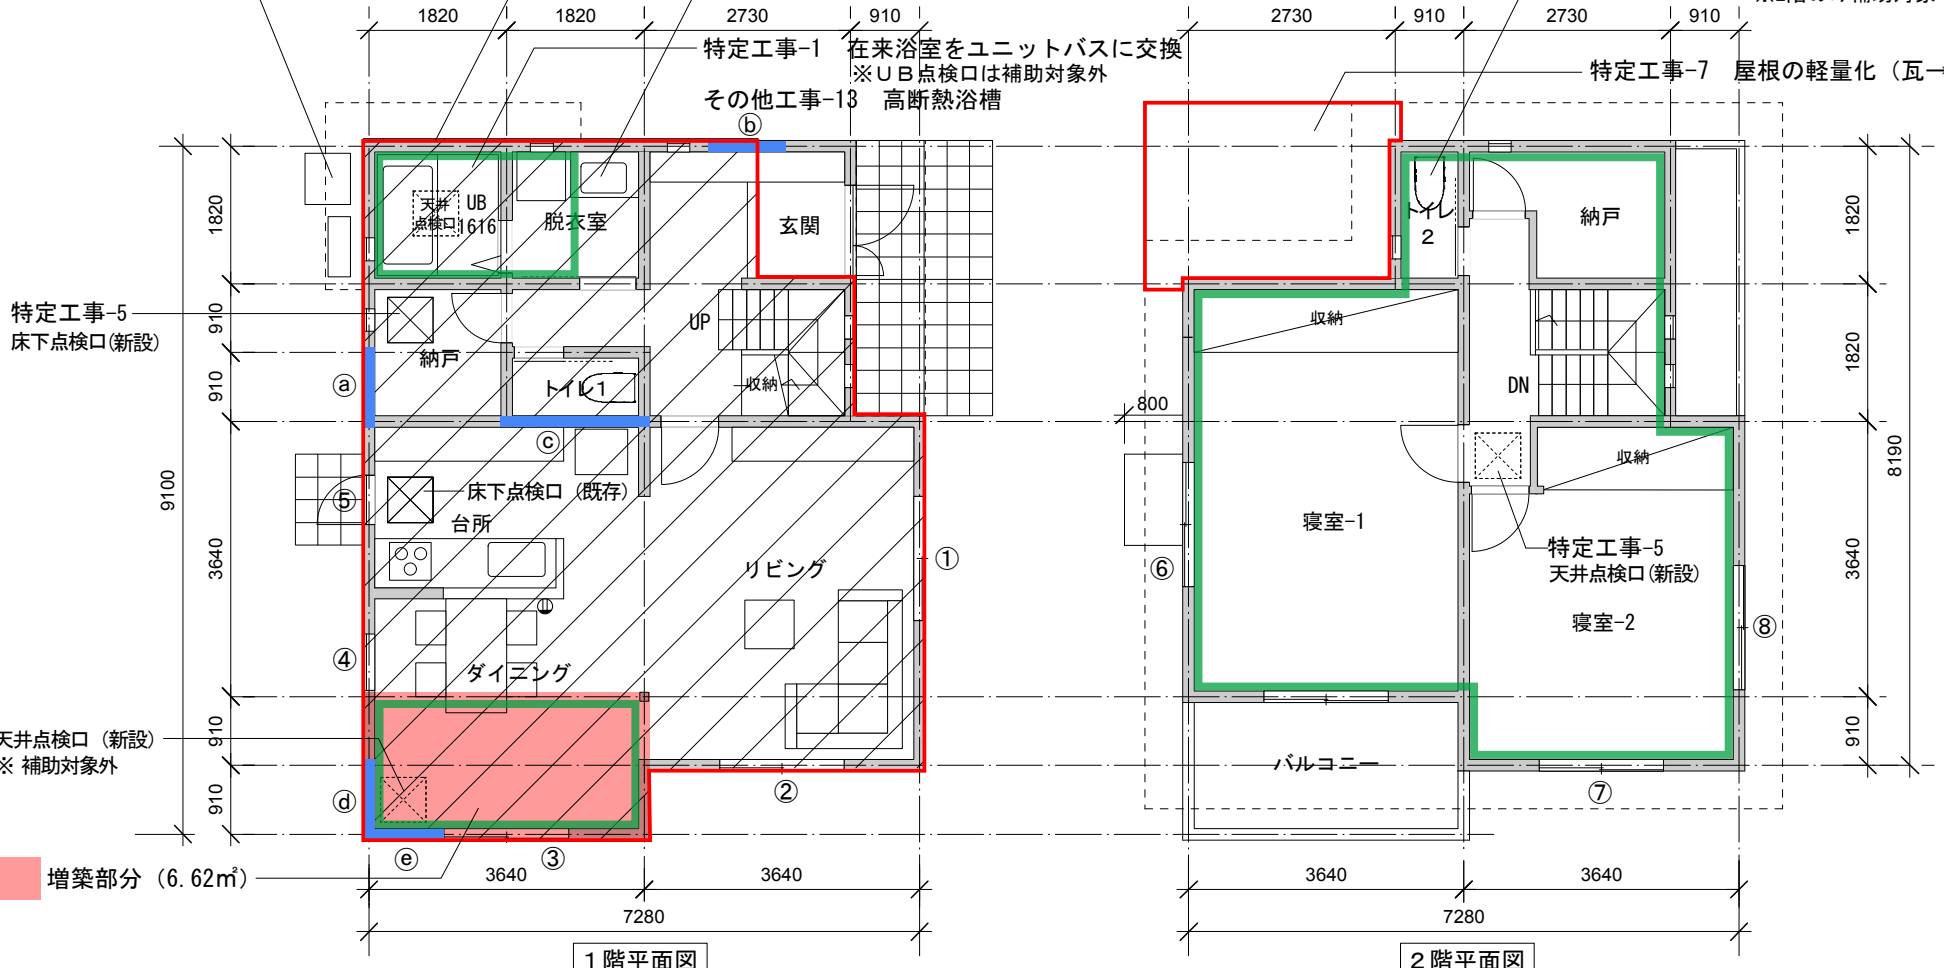 1820
1820
2730
910
2730
910
2730
910
特定工事-1　在来浴室をユニットバスに交換
※ＵＢ点検口は補助対象外
その他工事-13　高断熱浴槽
特定工事-7　屋根の軽量化（瓦→
ⓑ
天井
点検口
UB
1616
脱衣室
玄関
トイレ
2
納戸
1820
910
910
3640
910
910
9100
特定工事-5
床下点検口(新設)
納戸
UP
トイレ1
収納
ⓐ
ⓒ
⑤
床下点検口（既存）
台所
リビング
①
④
ダイニング
天井点検口（新設）
※ 補助対象外
ⓓ
ⓔ
③
②
増築部分（6.62㎡）
3640
3640
7280
１階平面図
収納
DN
800
収納
寝室-1
特定工事-5
天井点検口(新設)
寝室-2
⑥
⑧
バルコニー
⑦
1820
1820
3640
910
8190
3640
3640
7280
２階平面図